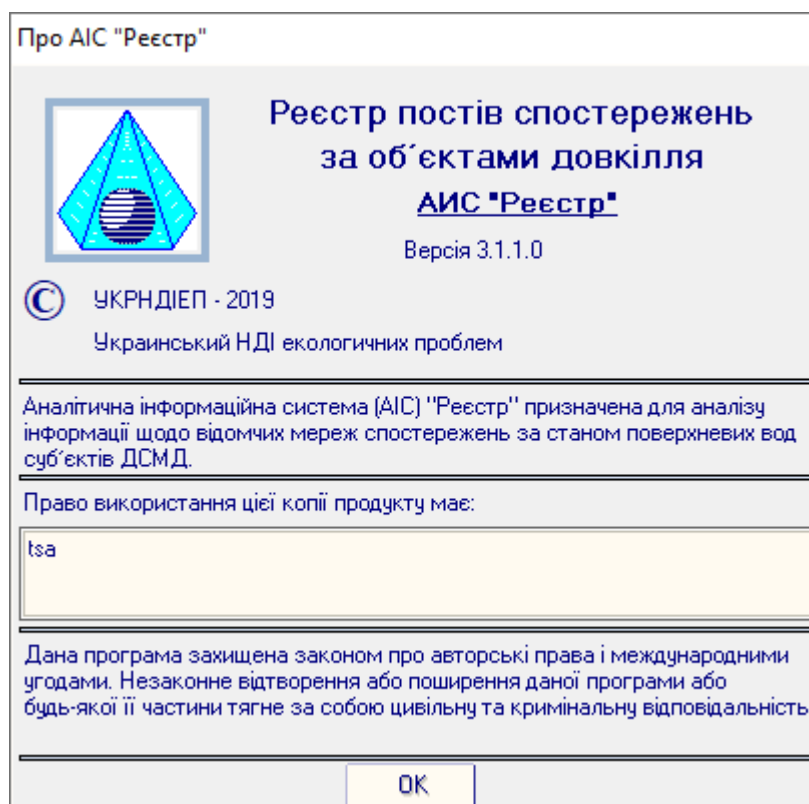 Про АІС "Реєстр"
Реєстр постів спостережень
за об´єктами довкілля
АИС "Реєстр"
Версія 3.1.1.0
© УКРНДІЕП - 2019
Украинський НДІ екологичних проблем
Аналітична інформаційна система (АІС) "Реєстр" призначена для аналізу
інформації щодо відомчих мереж спостережень за станом поверхневих вод
суб´єктів ДСМД.
Право використання цієї копії продукту має:
tsa
Дана програма захищена законом про авторські права і международними
угодами. Незаконне відтворення або поширення даної програми або
будь-якої її частини тягне за собою цивільну та кримінальну відповідальність
OK